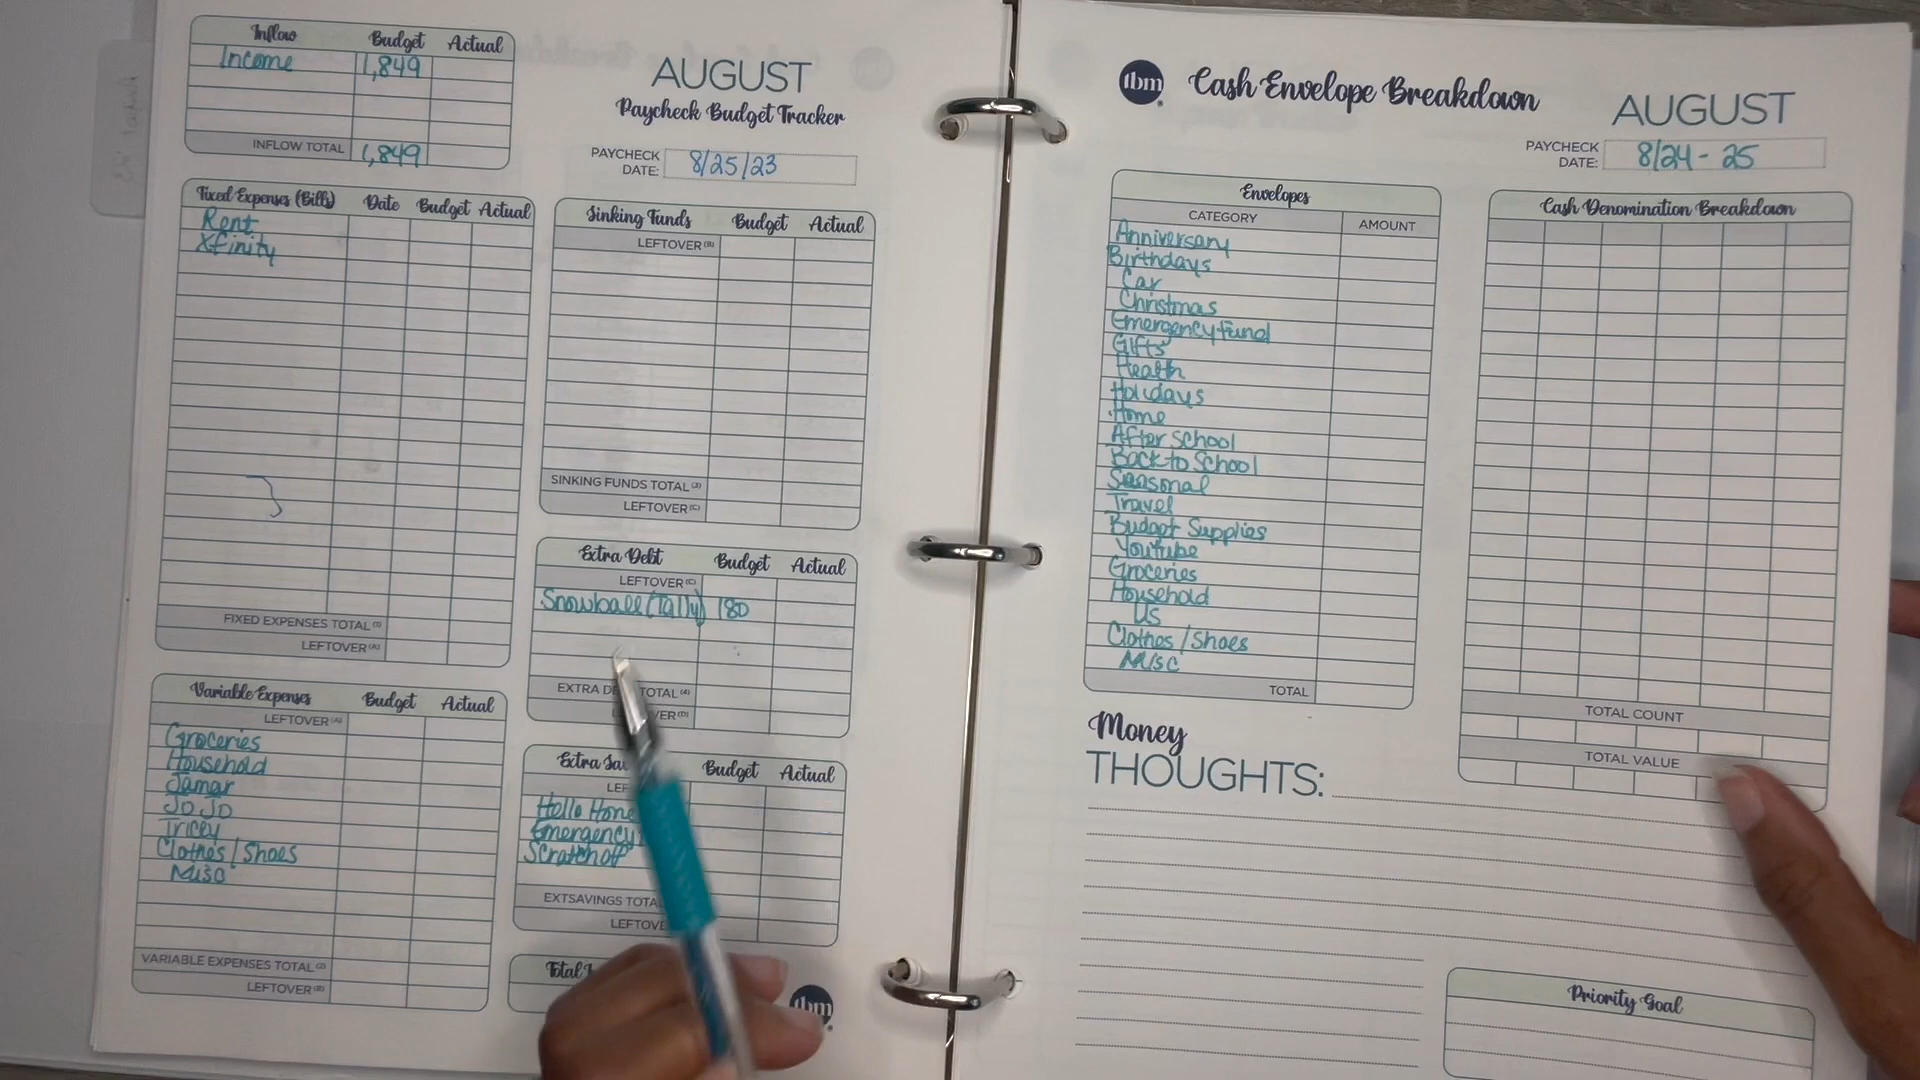 Inflow Budget Actual
Income 1,849
INFLOW TOTAL 1,849
AUGUST
Paycheck Budget Tracker
PAYCHECK DATE: 8/25/23
Fixed Expenses (Bills) Date Budget Actual
Rent
Xfinity
FIXED EXPENSES TOTAL
LEFTOVER (A)
Variable Expenses Budget Actual
LEFTOVER (A)
Groceries
Household
Jamar
JoJo
Tricey
Clothes/Shoes
Misc
VARIABLE EXPENSES TOTAL (2)
LEFTOVER (B)
Sinking Funds Budget Actual
LEFTOVER (B)
SINKING FUNDS TOTAL (3)
LEFTOVER (C)
Extra Debt Budget Actual
LEFTOVER (C)
Snowball (Tally) 180
EXTRA TOTAL (4)
(D)
Extra Budget Actual
Hello
Emergency
Scratchoff
EXTSAVINGS
tbm
tbm
Cash Envelope Breakdown
AUGUST
PAYCHECK DATE: 8/24-25
Envelopes
CATEGORY AMOUNT
Anniversary
Birthdays
Car
Christmas
Emergency Fund
Gifts
Health
Holidays
Home
After School
Back to School
Seasonal
Travel
Budget Supplies
Youtube
Groceries
Household
US
Clothes/Shoes
Misc
TOTAL
Cash Denomination Breakdown
TOTAL COUNT
TOTAL VALUE
Money
THOUGHTS:
Priority Goal